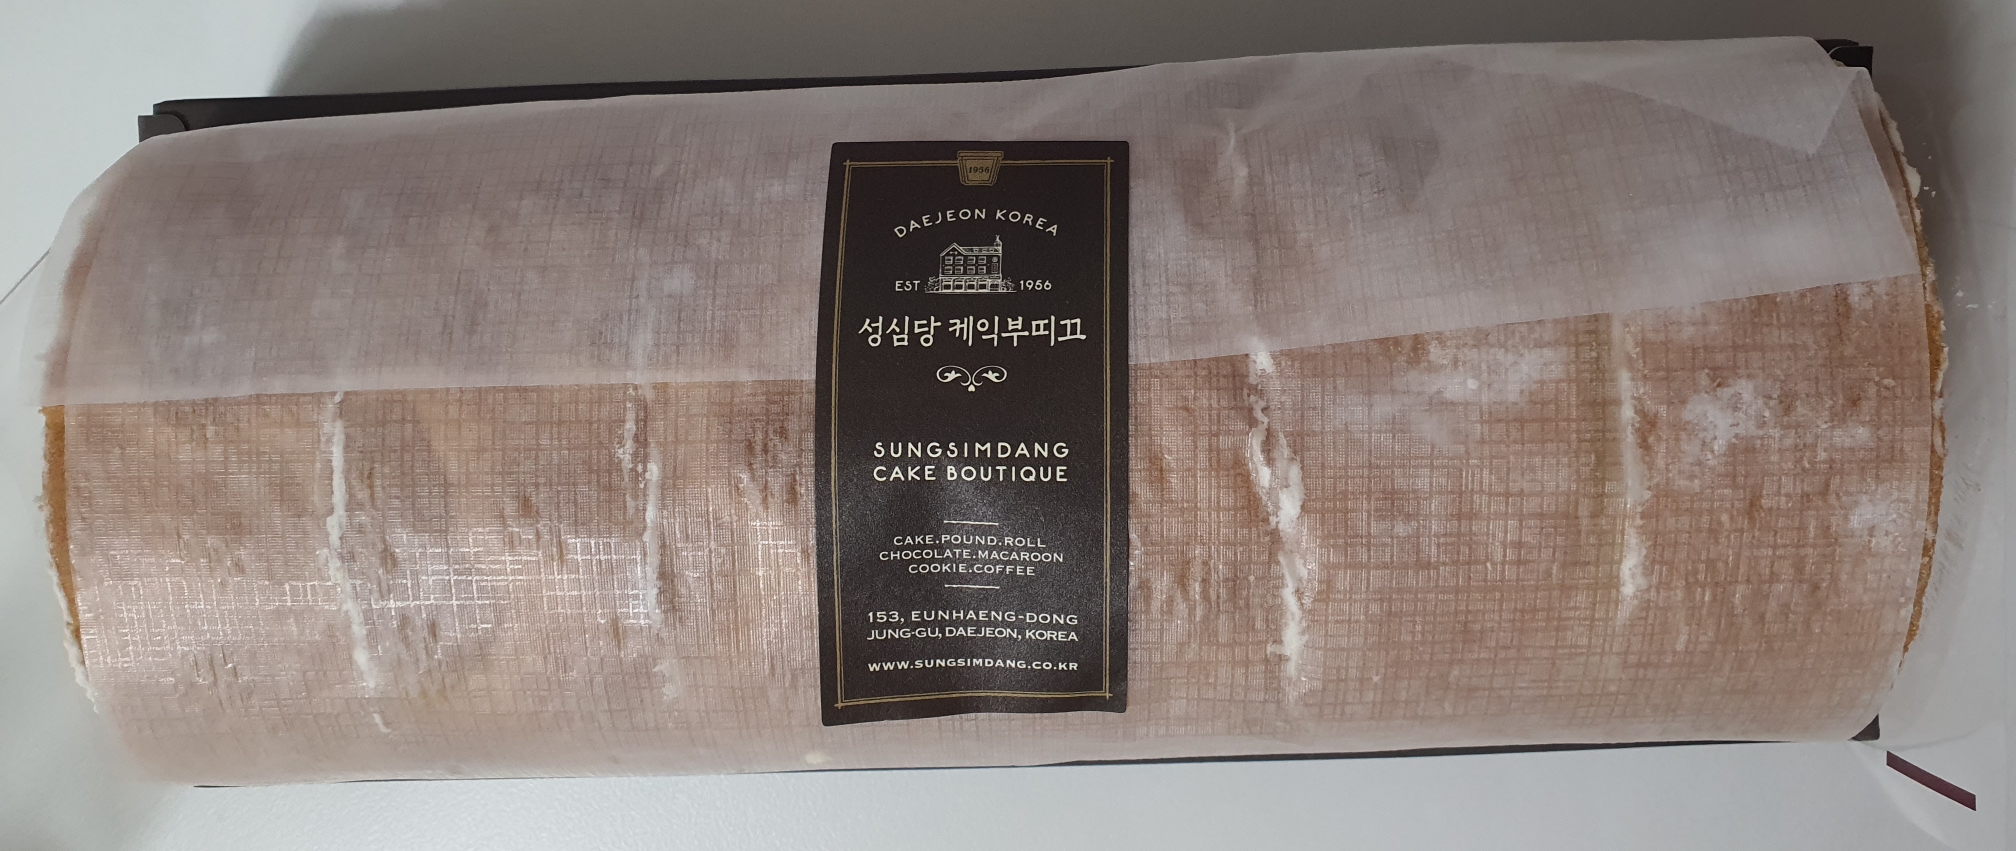 1956
DAEJEON KOREA
EST 1956
성심당 케익부띠끄
SUNGSIMDANG
CAKE BOUTIQUE
CAKE.POUND.ROLL
CHOCOLATE.MACAROON
COOKIE.COFFEE
153, EUNHAENG-DONG
JUNG-GU, DAEJEON, KOREA
WWW.SUNGSIMDANG.CO.KR